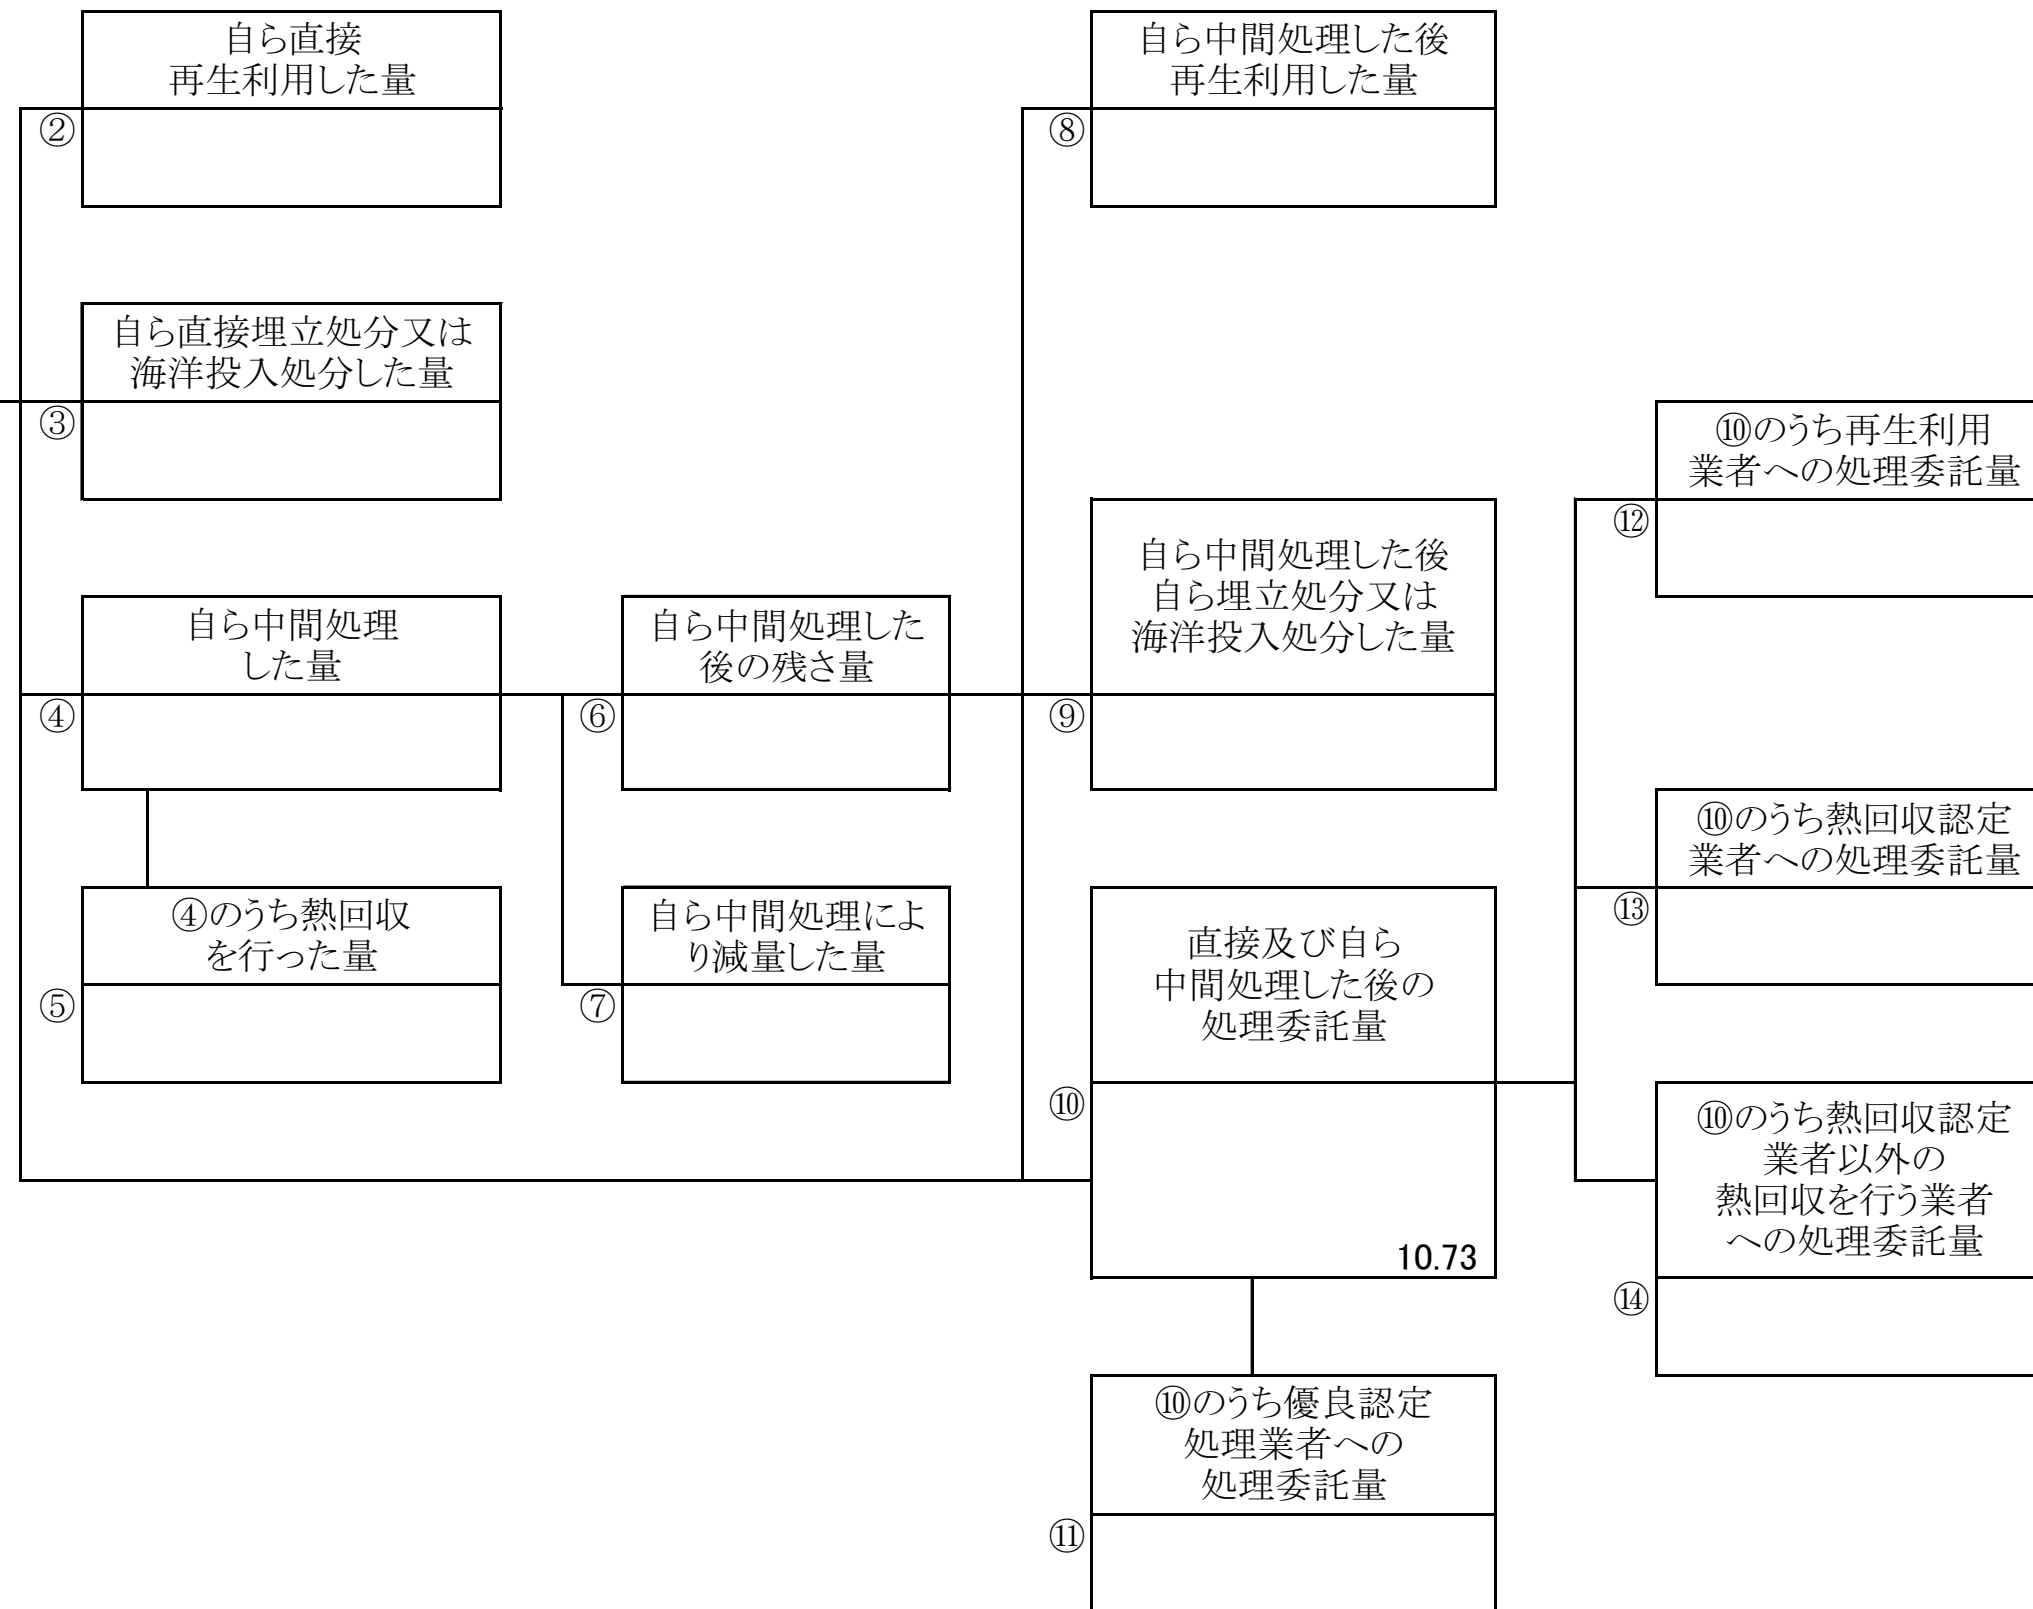 自ら直接
再生利用した量
②
自ら中間処理した後
再生利用した量
⑧
自ら直接埋立処分又は
海洋投入処分した量
③
⑩のうち再生利用
業者への処理委託量
⑫
自ら中間処理
した量
④
自ら中間処理した
後の残さ量
⑥
自ら中間処理した後
自ら埋立処分又は
海洋投入処分した量
⑨
⑩のうち熱回収認定
業者への処理委託量
⑬
④のうち熱回収
を行った量
⑤
自ら中間処理によ
り減量した量
⑦
直接及び自ら
中間処理した後の
処理委託量
⑩
10.73
⑩のうち熱回収認定
業者以外の
熱回収を行う業者
への処理委託量
⑭
⑩のうち優良認定
処理業者への
処理委託量
⑪